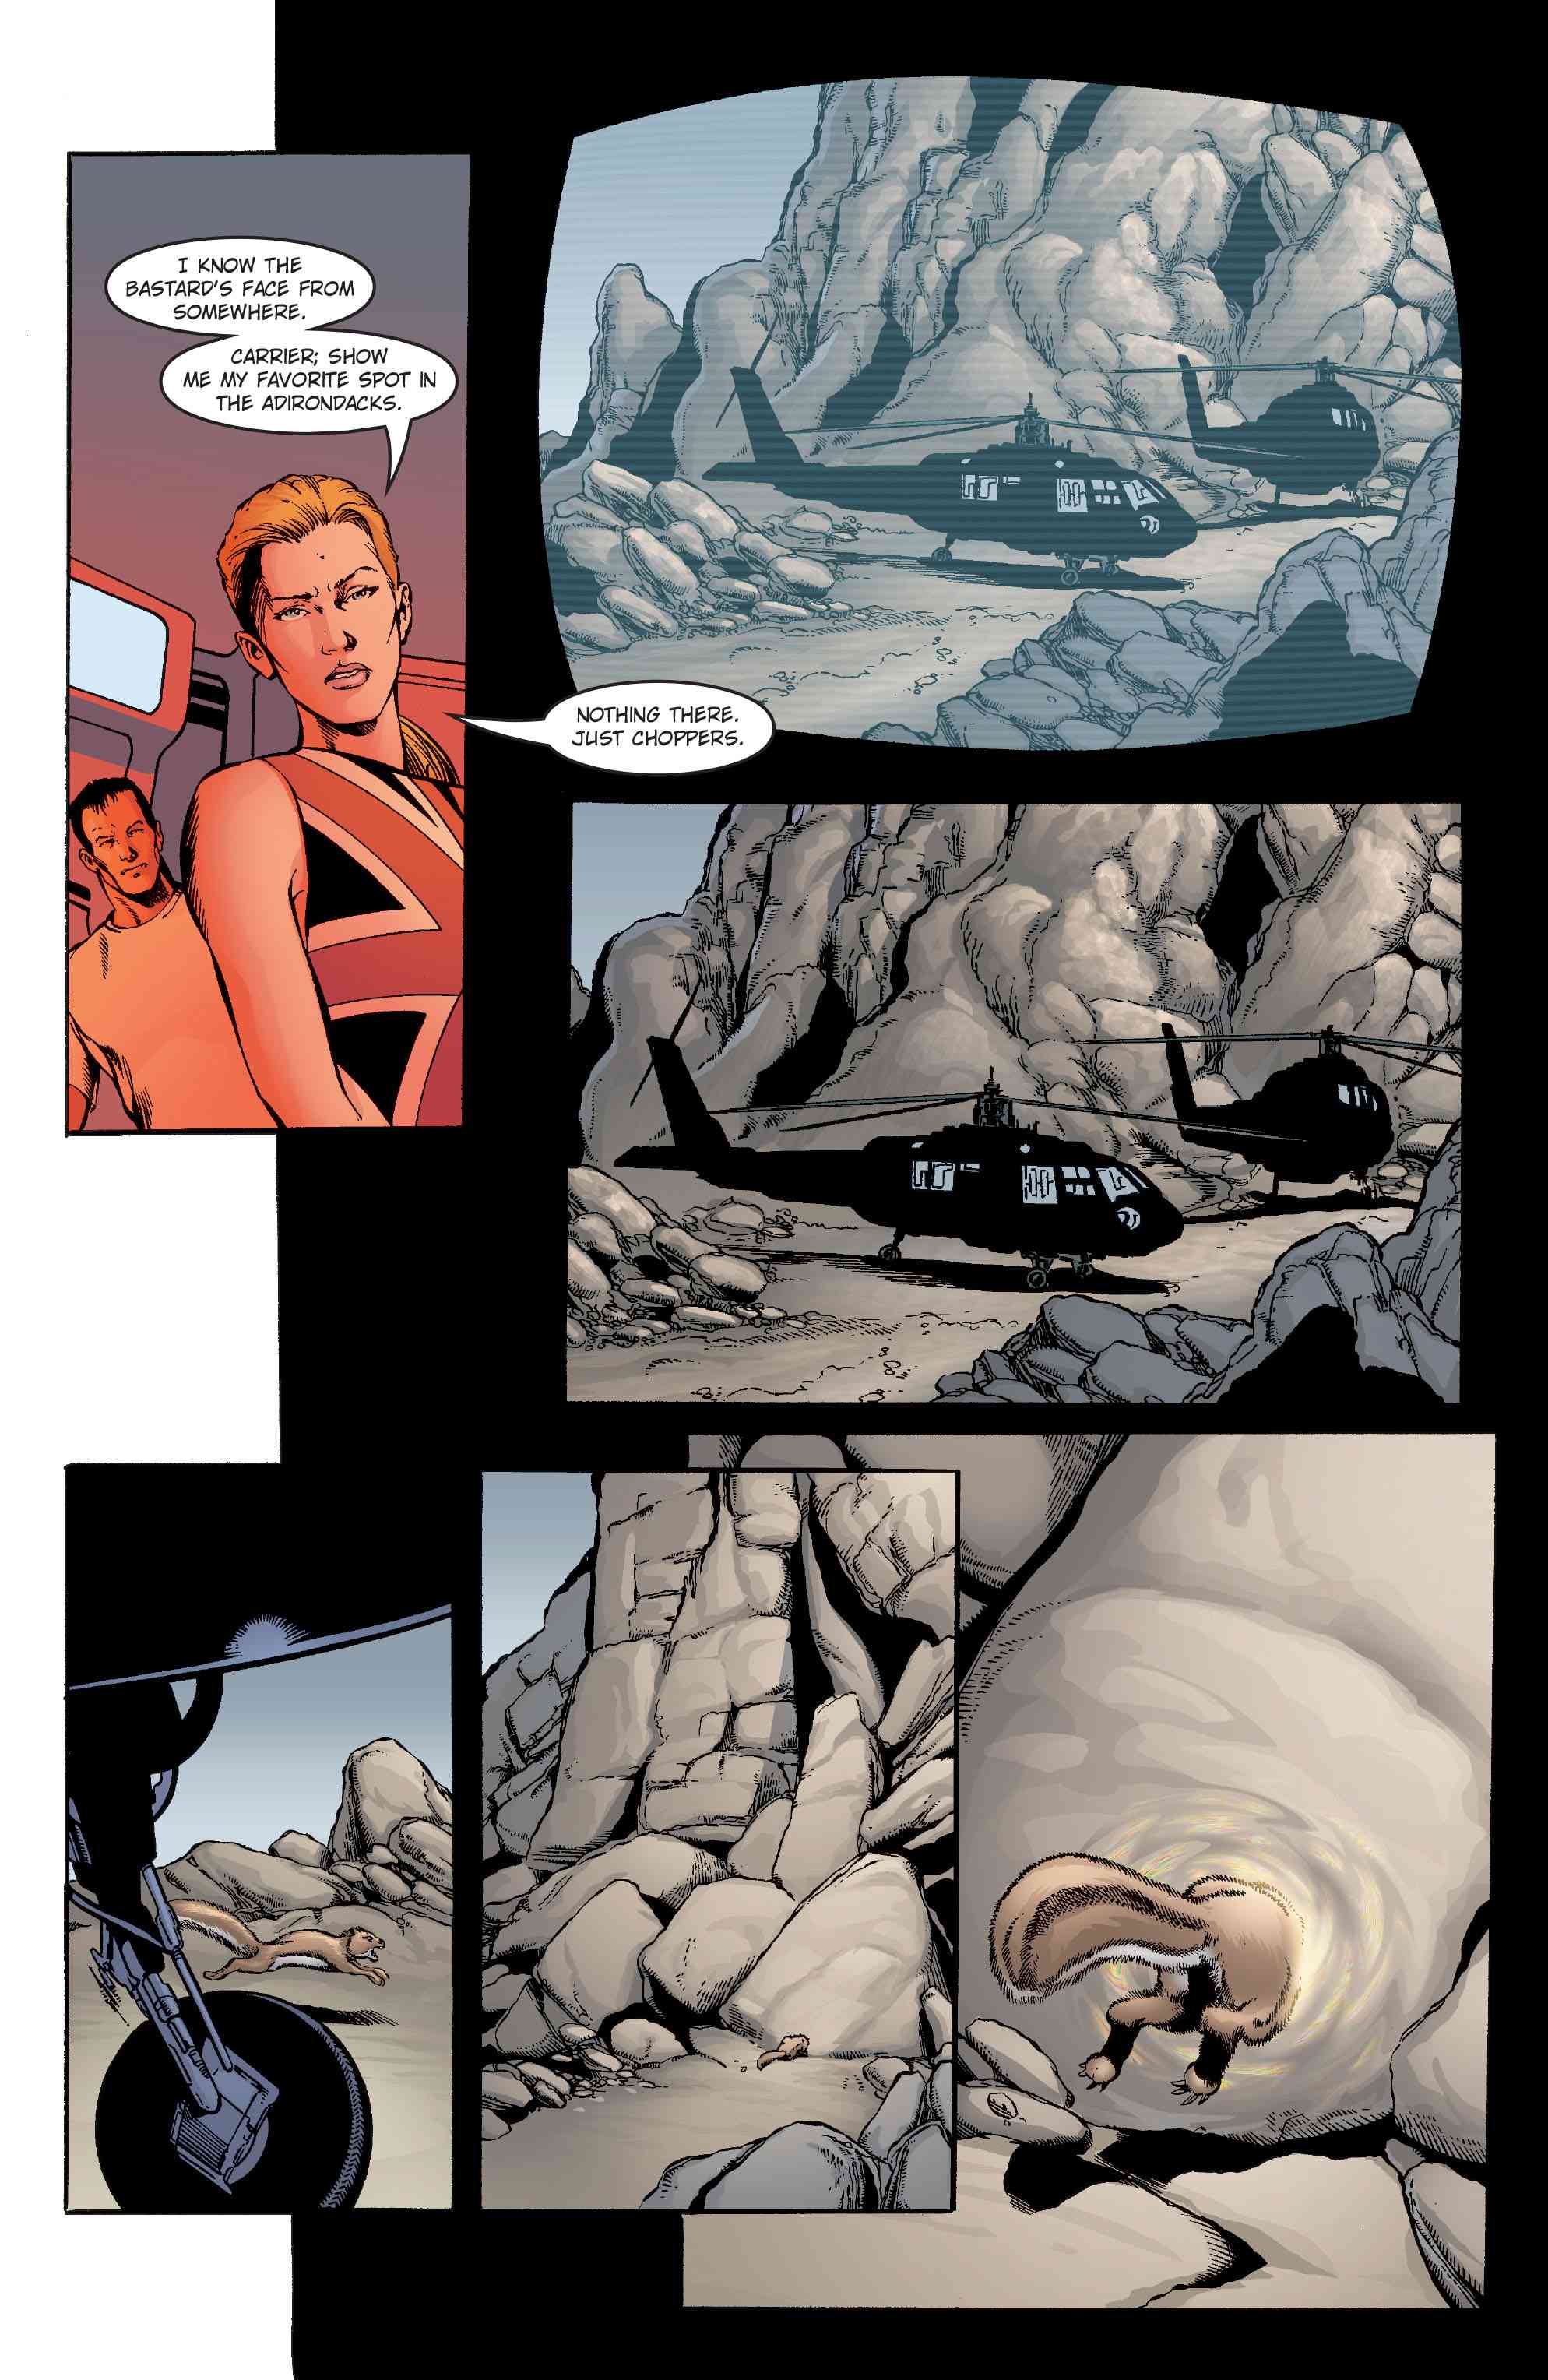 I KNOW THE
BASTARD'S FACE FROM
SOMEWHERE.
CARRIER; SHOW
ME MY FAVORITE SPOT IN
THE ADIRONDACKS.
NOTHING THERE.
JUST CHOPPERS.